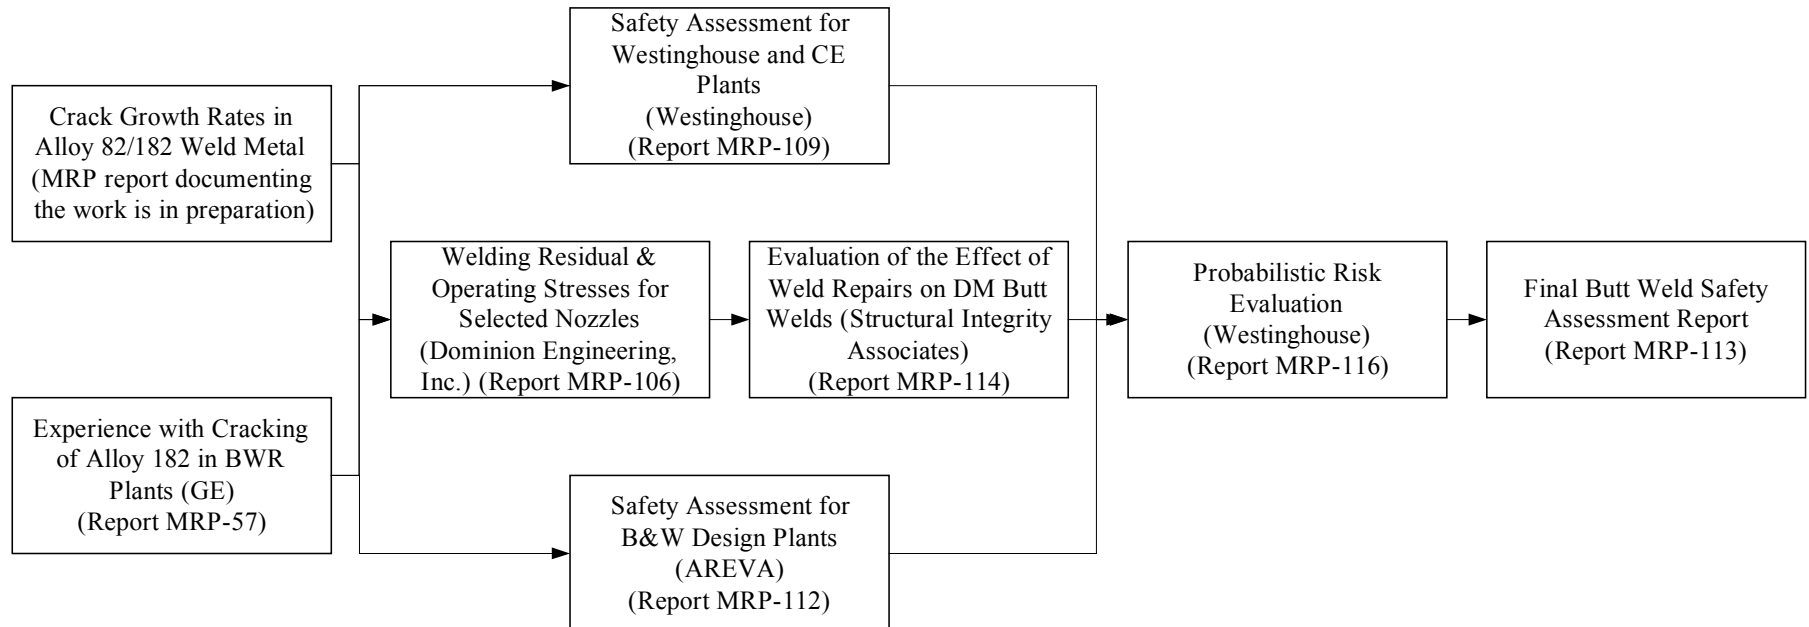 Crack Growth Rates in
Alloy 82/182 Weld Metal
(MRP report documenting
the work is in preparation)
Experience with Cracking
of Alloy 182 in BWR
Plants (GE)
(Report MRP-57)
Safety Assessment for
Westinghouse and CE
Plants
(Westinghouse)
(Report MRP-109)
Welding Residual &
Operating Stresses for
Selected Nozzles
(Dominion Engineering,
Inc.) (Report MRP-106)
Evaluation of the Effect of
Weld Repairs on DM Butt
Welds (Structural Integrity
Associates)
(Report MRP-114)
Safety Assessment for
B&W Design Plants
(AREVA)
(Report MRP-112)
Probabilistic Risk
Evaluation
(Westinghouse)
(Report MRP-116)
Final Butt Weld Safety
Assessment Report
(Report MRP-113)